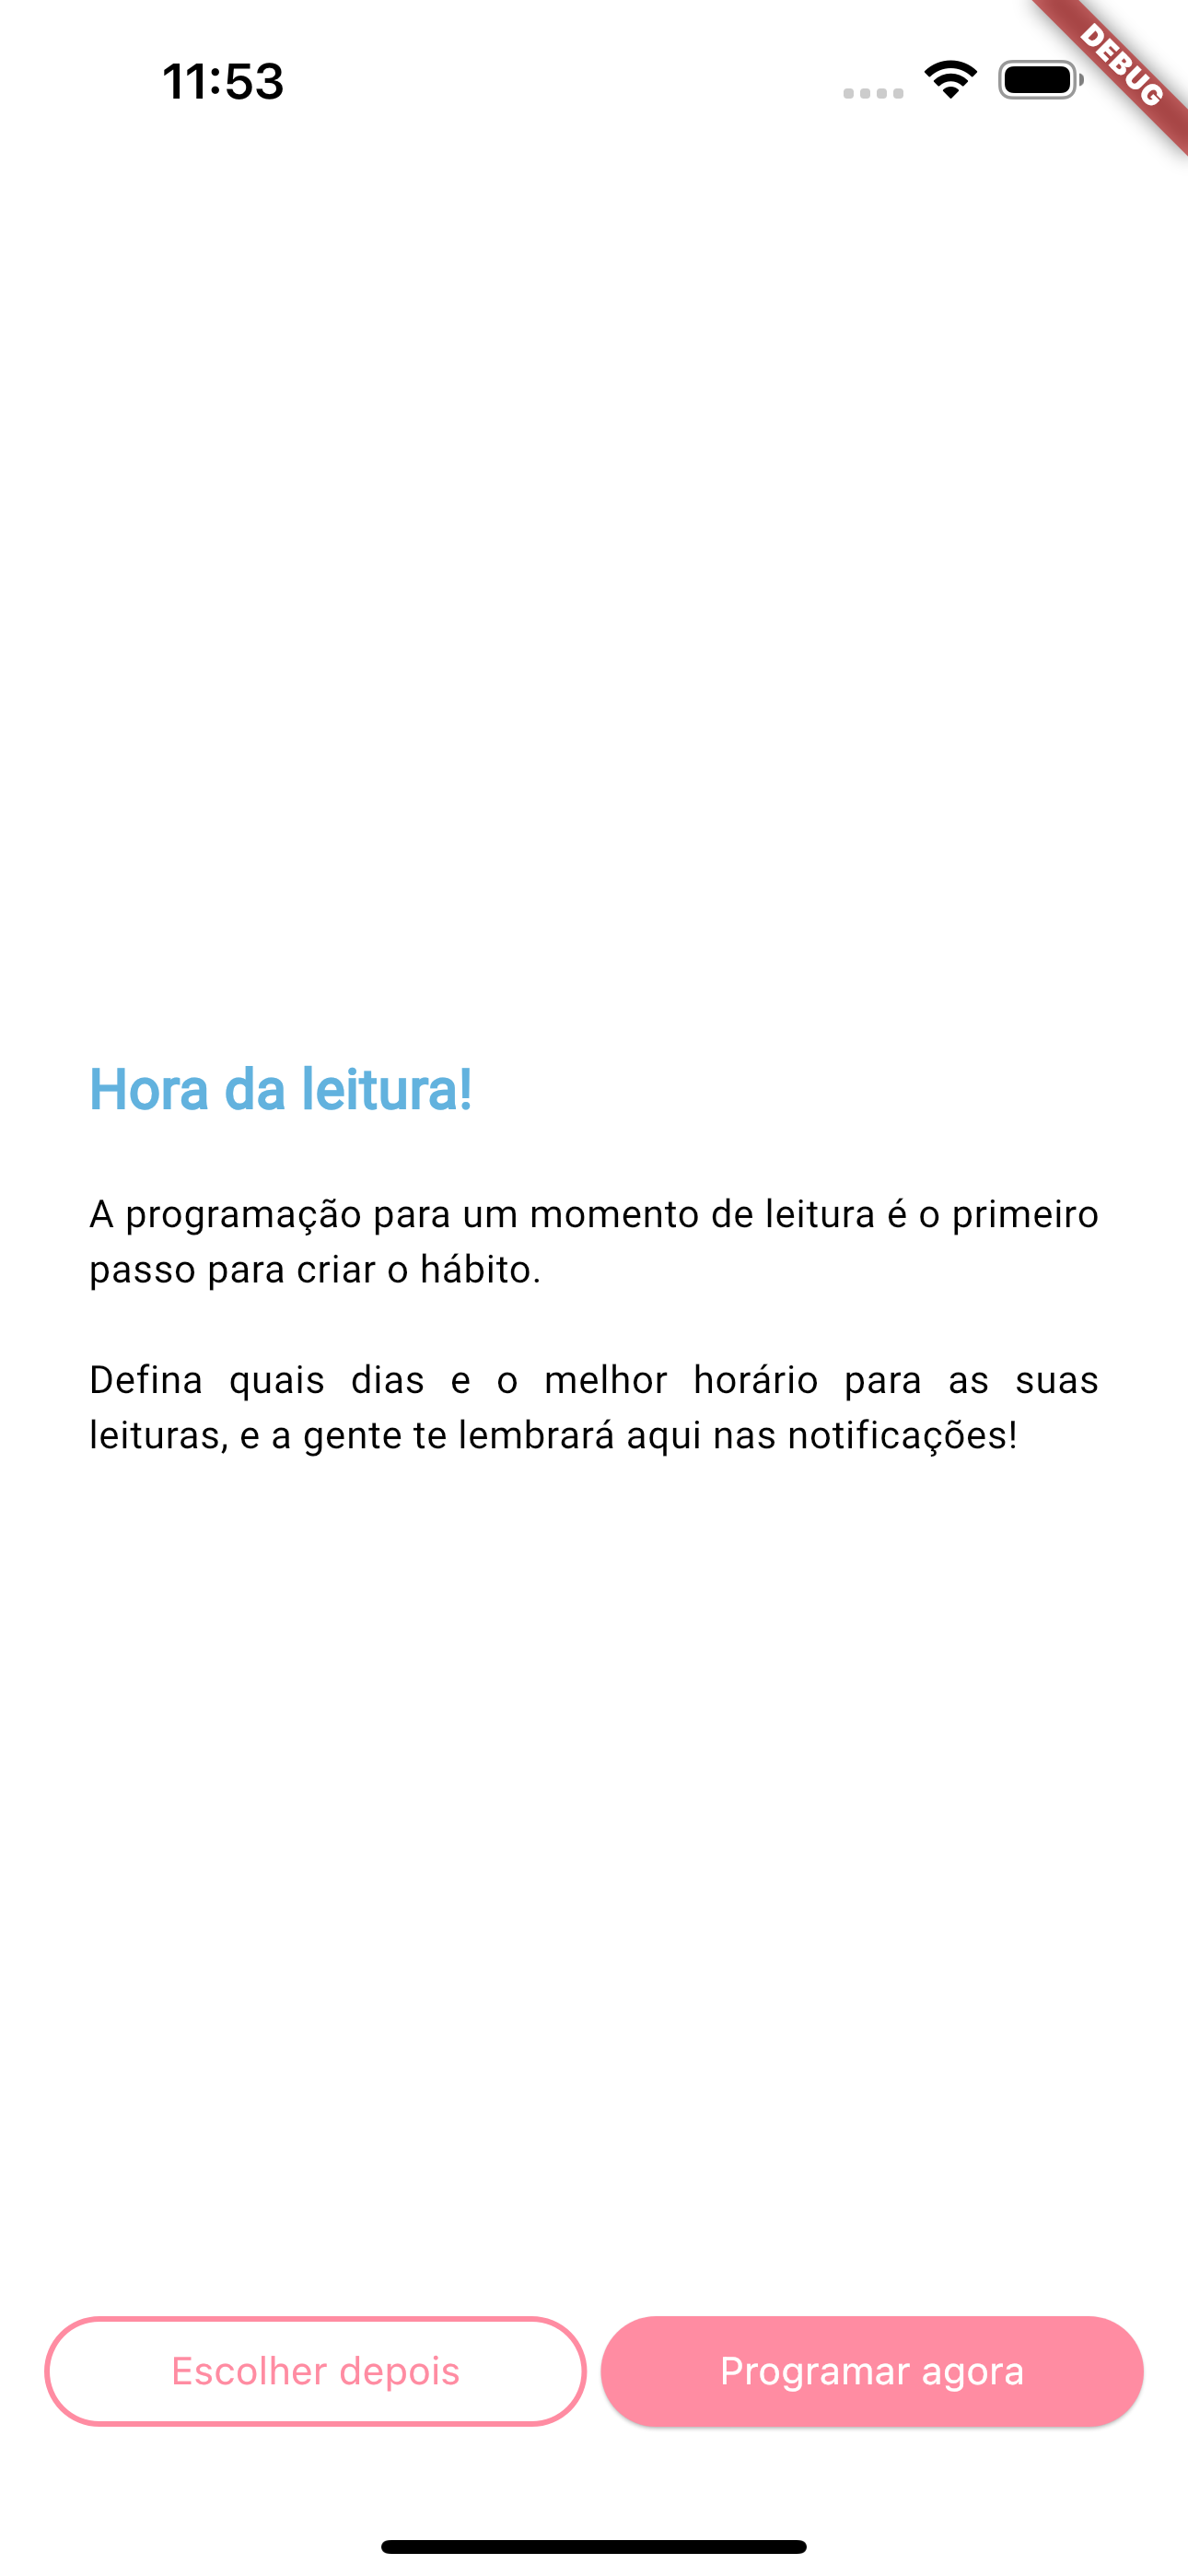 11:53
DEBUG
Hora da leitura!
A programação para um momento de leitura é o primeiro
passo para criar o hábito.
Defina quais dias e o melhor horário para as suas
leituras, e a gente te lembrará aqui nas notificações!
Escolher depois
Programar agora